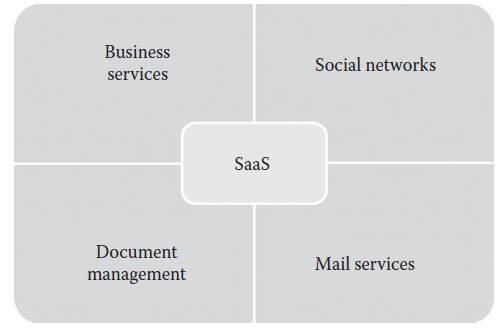 Business
services
Social networks
SaaS
Document
management
Mail services